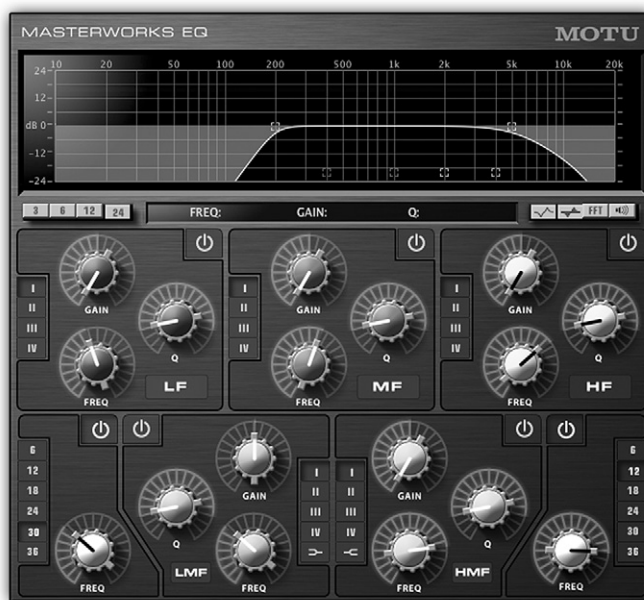 MASTERWORKS EQ MOTU
10 20 50 100 200 500 1k 2k 5k 10k 20k
24
12
dB 0
-12
-24
3 6 12 24 FREQ: GAIN: Q: FFT
I I I
GAIN GAIN GAIN
II II II
III III III
IV IV IV
Q Q Q
LF MF HF
FREQ FREQ FREQ
6 6
12 I I 12
18 GAIN GAIN 18
II II
24 III III 24
30 IV IV 30
36 Q Q 36
LMF HMF
FREQ FREQ FREQ FREQ